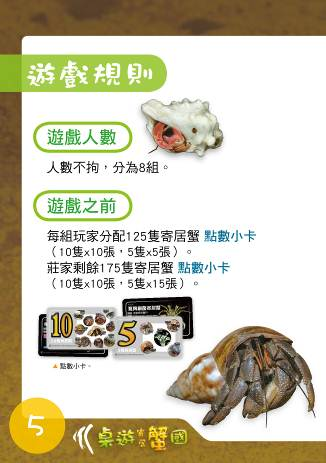 遊戲規則
遊戲人數
人數不拘,分為8組。
遊戲之前
每組玩家分配125隻寄居蟹 點數小卡
(10隻x10張,5隻x5張)。
莊家剩餘175隻寄居蟹 點數小卡
(10隻x10張,5隻x15張)。
10
5
▲ 點數小卡。
5
桌遊寄居蟹國